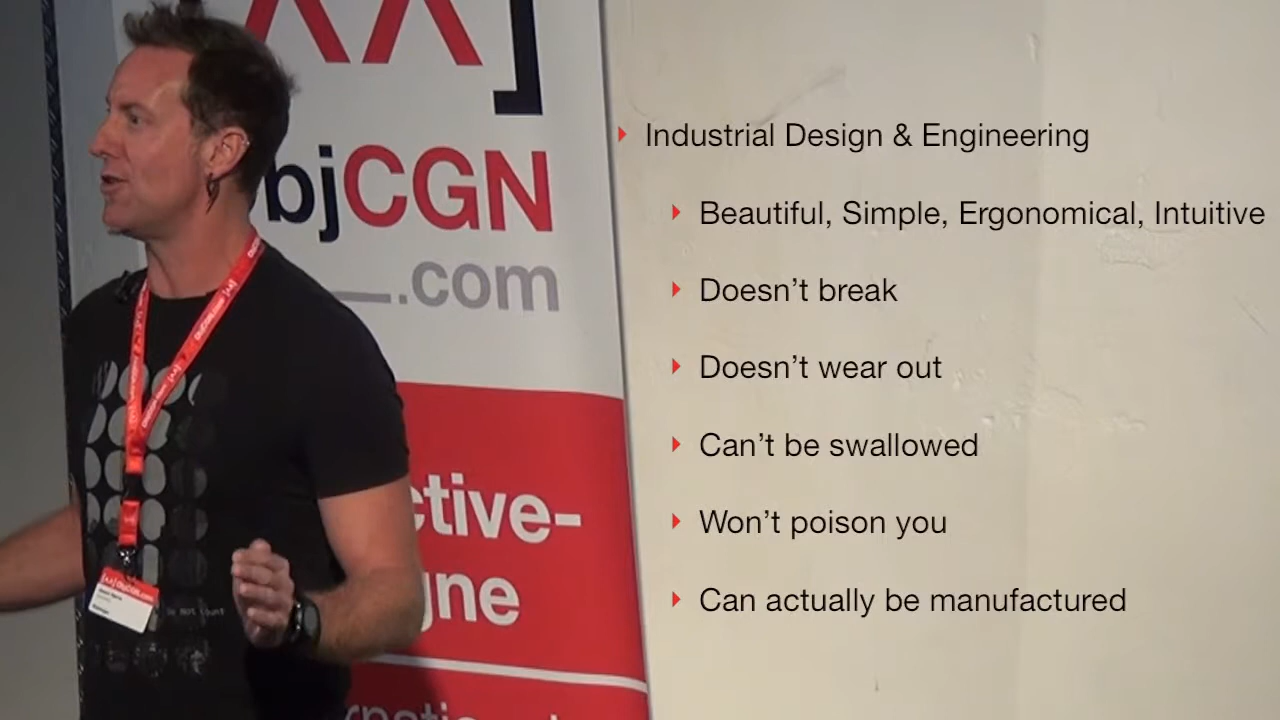 bjCGN
.com
ctive-
gne
Industrial Design & Engineering
Beautiful, Simple, Ergonomical, Intuitive
Doesn’t break
Doesn’t wear out
Can’t be swallowed
Won’t poison you
Can actually be manufactured